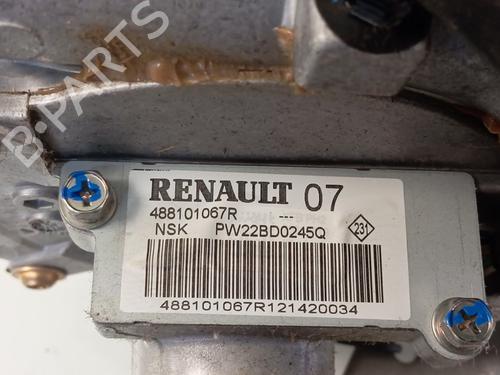 B-PARTS
RENAULT 07
488101067R ---
NSK PW22BD0245Q 231
488101067R121420034